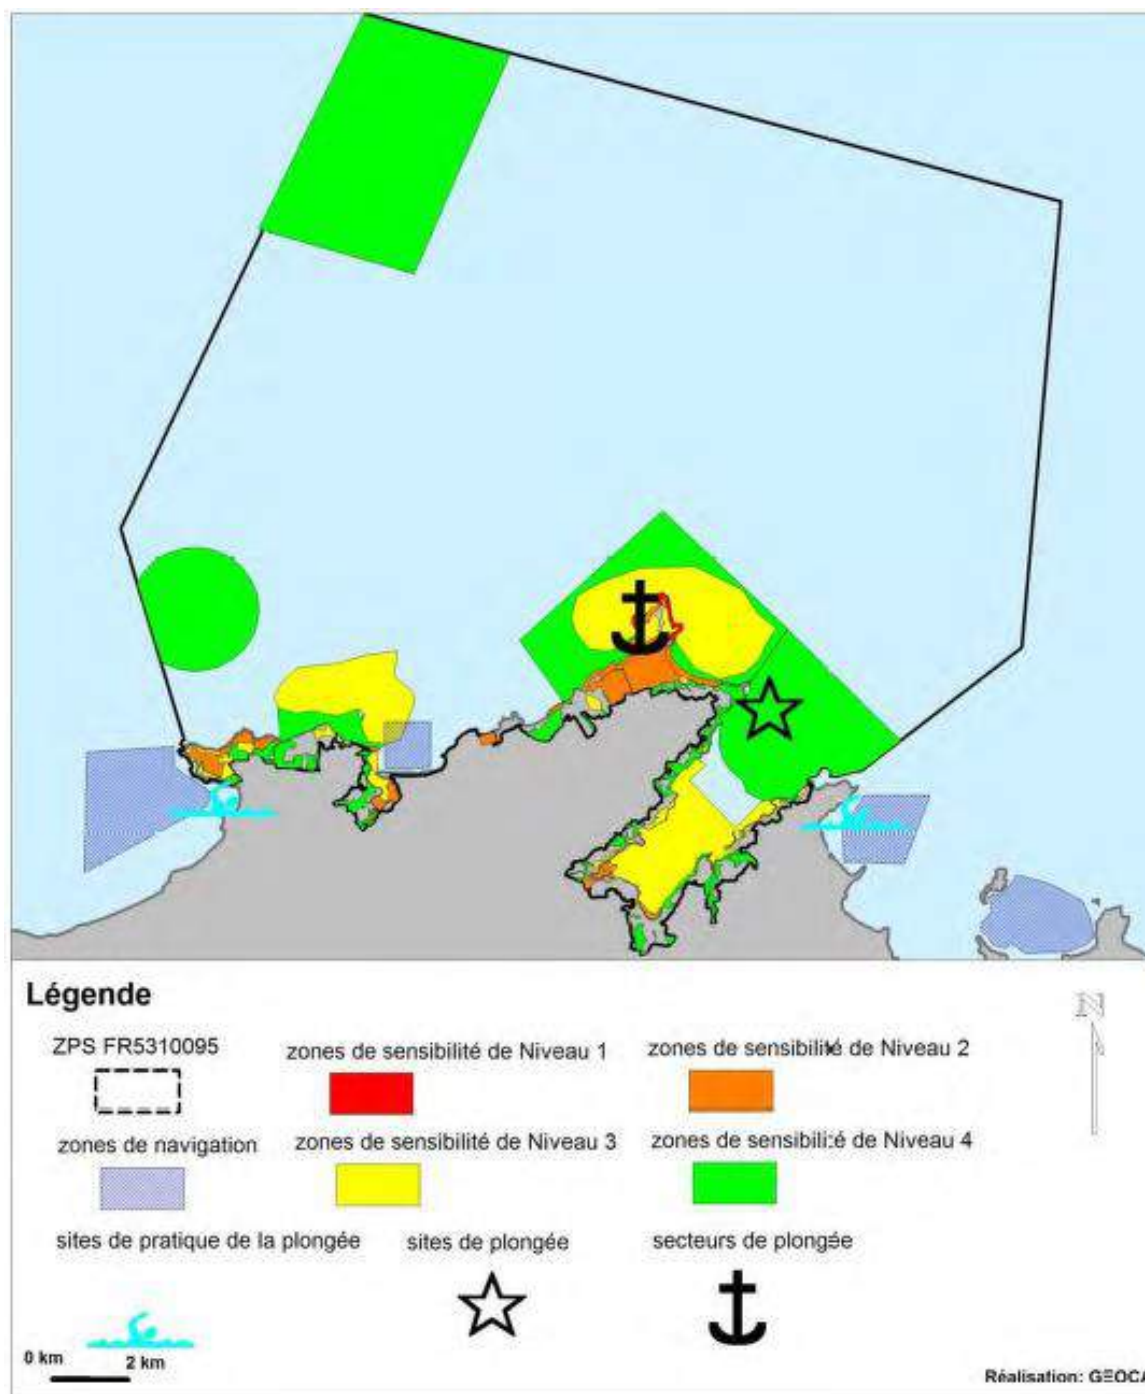 Légende
ZPS FR5310095
zones de sensibilité de Niveau 1
zones de sensibilité de Niveau 2
zones de navigation
zones de sensibilité de Niveau 3
zones de sensibilité de Niveau 4
sites de pratique de la plongée
sites de plongée
secteurs de plongée
N
0 km 2 km
Réalisation: GEOCA